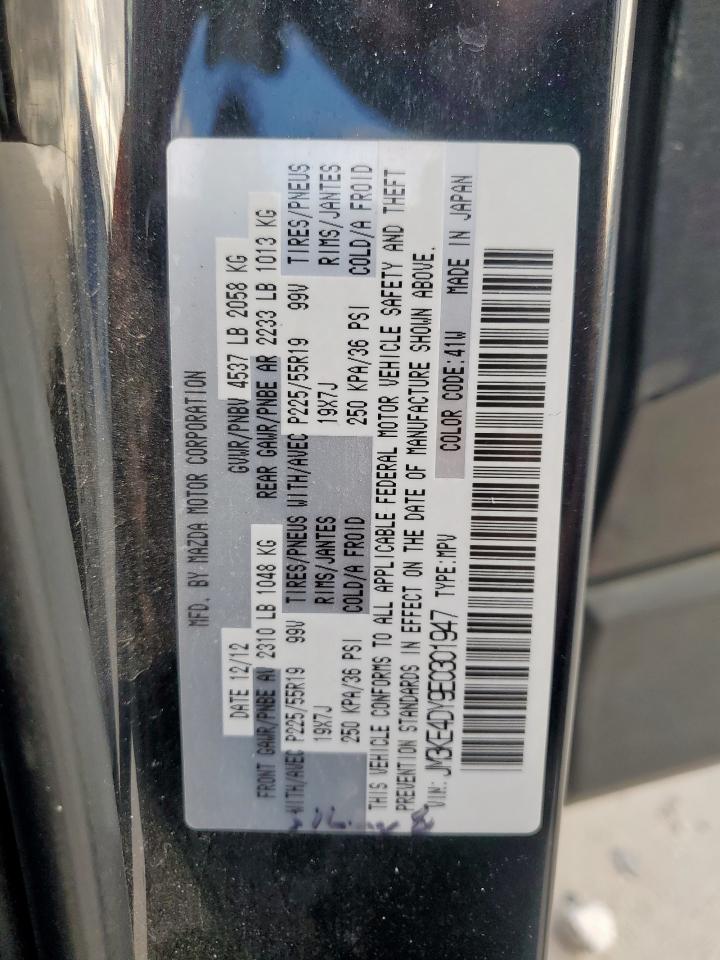 MFD. BY MAZDA MOTOR CORPORATION
DATE 12/12 GVWR/PNBV 4537 LB 2058 KG
FRONT GAWR/PNBE AV 2310 LB 1048 KG REAR GAWR/PNBE AR 2233 LB 1013 KG
WITH/AVEC P225/55R19 99V TIRES/PNEUS WITH/AVEC P225/55R19 99V TIRES/PNEUS
19X7J RIMS/JANTES 19X7J RIMS/JANTES
250 KPA/36 PSI COLD/A FROID 250 KPA/36 PSI COLD/A FROID
THIS VEHICLE CONFORMS TO ALL APPLICABLE FEDERAL MOTOR VEHICLE SAFETY AND THEFT
PREVENTION STANDARDS IN EFFECT ON THE DATE OF MANUFACTURE SHOWN ABOVE.
VIN: JM3KE4DY9E0301947 TYPE:MPV COLOR CODE:41W MADE IN JAPAN